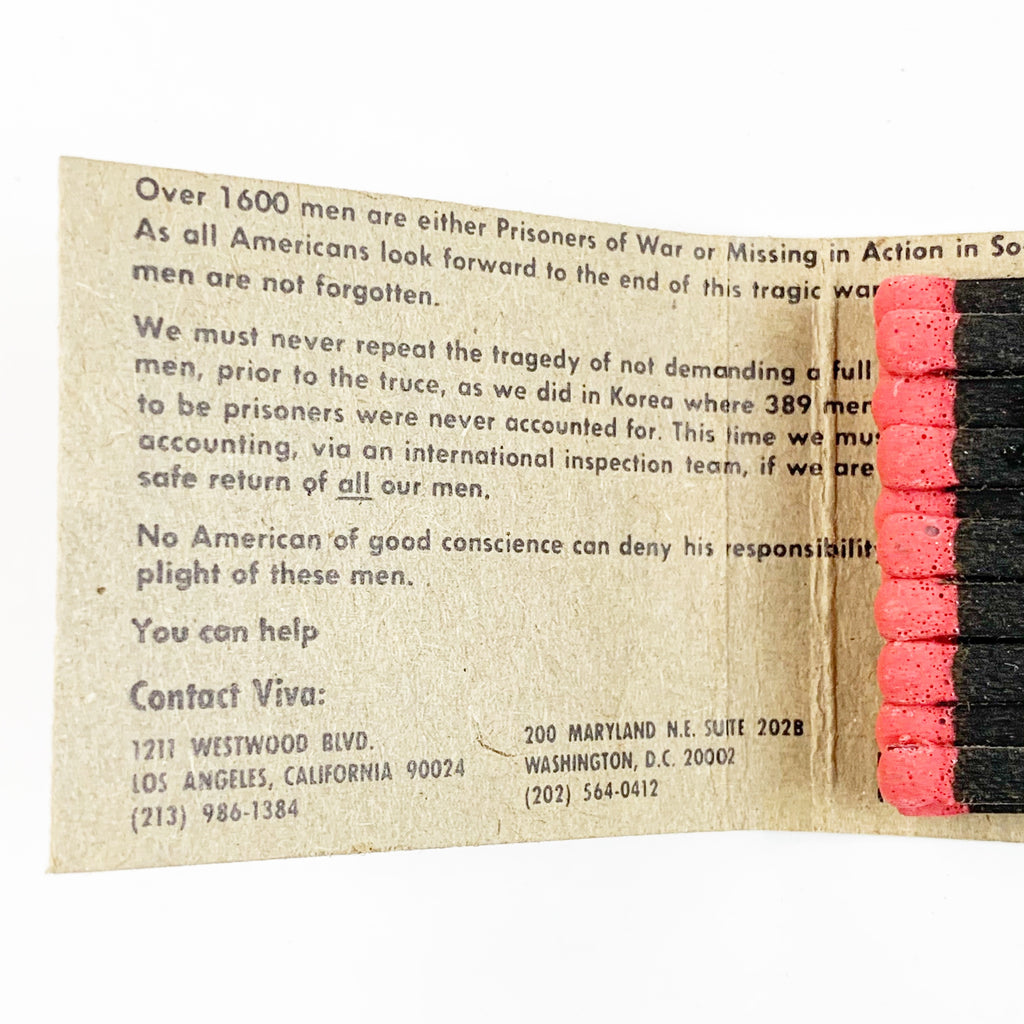 Over 1600 men are either Prisoners of War or Missing in Action in So
As all Americans look forward to the end of this tragic war
men are not forgotten.
We must never repeat the tragedy of not demanding a full
men, prior to the truce, as we did in Korea where 389 men
to be prisoners were never accounted for. This time we mus
accounting, via an international inspection team, if we are
safe return of all our men.
No American of good conscience can deny his responsibilit
plight of these men.
You can help
Contact Viva:
1211 WESTWOOD BLVD.
LOS ANGELES, CALIFORNIA 90024
(213) 986-1384
200 MARYLAND N.E. SUITE 202B
WASHINGTON, D.C. 20002
(202) 564-0412